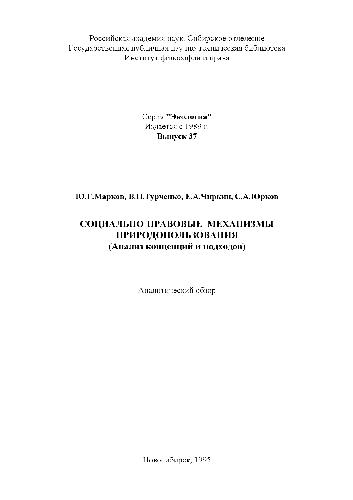 Российская академия наук. Сибирское отделение
Государственная публичная научно-техническая библиотека
Институт философии и права
Серия "Экология"
Издается с 1989 г.
Выпуск 37
Ю.Г.Марков, В.П.Турченко, Е.А.Чиркин, С.А.Юрков
СОЦИАЛЬНО-ПРАВОВЫЕ МЕХАНИЗМЫ
ПРИРОДОПОЛЬЗОВАНИЯ
(Анализ концепций и подходов)
Аналитический обзор
Новосибирск, 1995